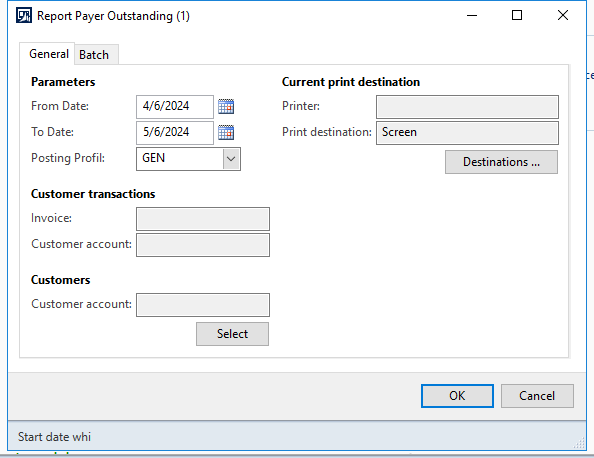 Report Payer Outstanding (1)
General
Batch
Parameters
From Date: 4/6/2024
To Date: 5/6/2024
Posting Profil: GEN
Customer transactions
Invoice:
Customer account:
Customers
Customer account:
Select
Current print destination
Printer:
Print destination: Screen
Destinations ...
OK
Cancel
Start date whi